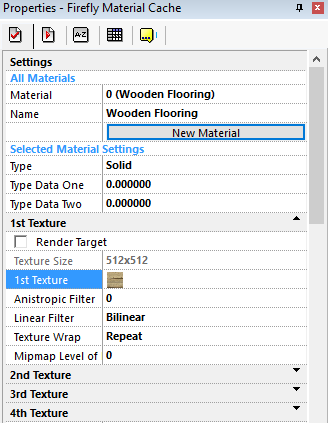 Properties - Firefly Material Cache
A-Z
Settings
All Materials
Material 0 (Wooden Flooring)
Name Wooden Flooring
New Material
Selected Material Settings
Type Solid
Type Data One 0.000000
Type Data Two 0.000000
1st Texture
Render Target
Texture Size 512x512
1st Texture
Anistropic Filter 0
Linear Filter Bilinear
Texture Wrap Repeat
Mipmap Level of 0
2nd Texture
3rd Texture
4th Texture